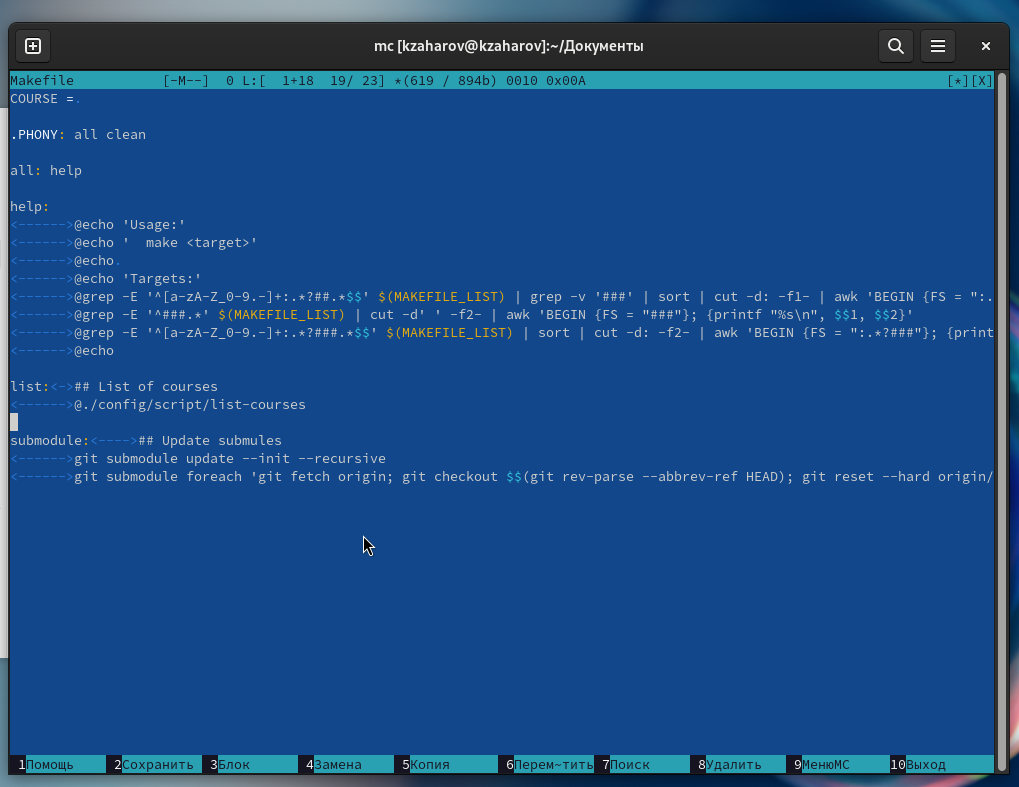 mc [kzaharov@kzaharov]:~/Документы
Makefile [-M--] 0 L:[ 1+18 19/ 23] *(619 / 894b) 0010 0x00A [*][X]
COURSE =.
.PHONY: all clean
all: help
help:
<------>@echo 'Usage:'
<------>@echo '  make <target>'
<------>@echo.
<------>@echo 'Targets:'
<------>@grep -E '^[a-zA-Z_0-9.-]+:.*?##.*$$' $(MAKEFILE_LIST) | grep -v '###' | sort | cut -d: -f1- | awk 'BEGIN {FS = ":.
<------>@grep -E '^###.*' $(MAKEFILE_LIST) | cut -d' ' -f2- | awk 'BEGIN {FS = "###"}; {printf "%s\n", $$1, $$2}'
<------>@grep -E '^[a-zA-Z_0-9.-]+:.*?###.*$$' $(MAKEFILE_LIST) | sort | cut -d: -f2- | awk 'BEGIN {FS = ":.*?###"}; {print
<------>@echo
list:<->## List of courses
<------>@./config/script/list-courses
submodule:<---->## Update submules
<------>git submodule update --init --recursive
<------>git submodule foreach 'git fetch origin; git checkout $$(git rev-parse --abbrev-ref HEAD); git reset --hard origin/
1Помощь 2Сохранить 3Блок 4Замена 5Копия 6Перем~тить 7Поиск 8Удалить 9МенюMC 10Выход